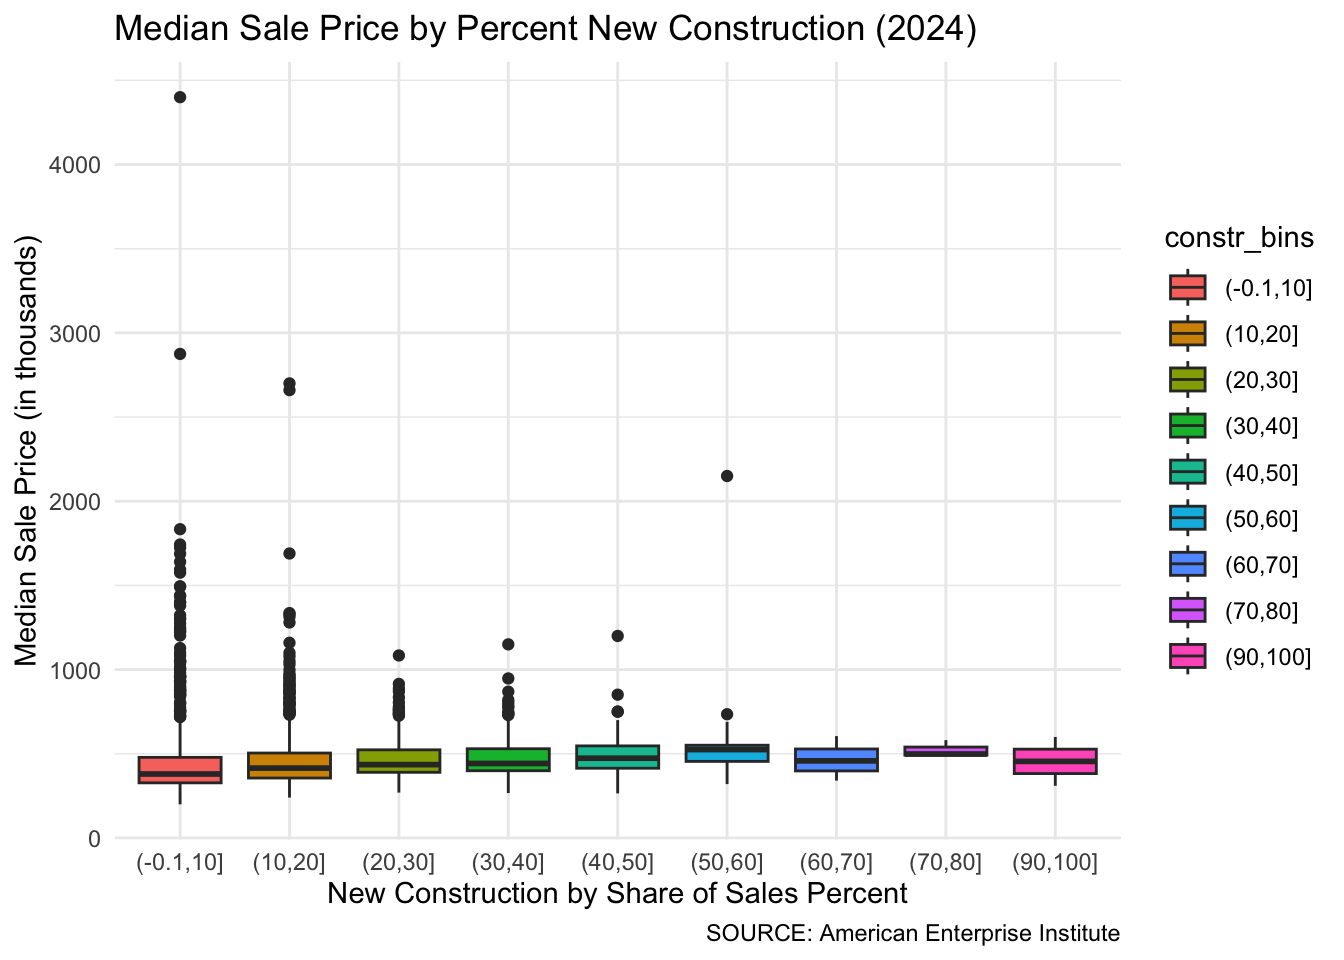 Median Sale Price by Percent New Construction (2024)
Median Sale Price (in thousands)
4000
3000
2000
1000
0
(-0.1,10] (10,20] (20,30] (30,40] (40,50] (50,60] (60,70] (70,80] (90,100]
New Construction by Share of Sales Percent
SOURCE: American Enterprise Institute
constr_bins
(-0.1,10]
(10,20]
(20,30]
(30,40]
(40,50]
(50,60]
(60,70]
(70,80]
(90,100]